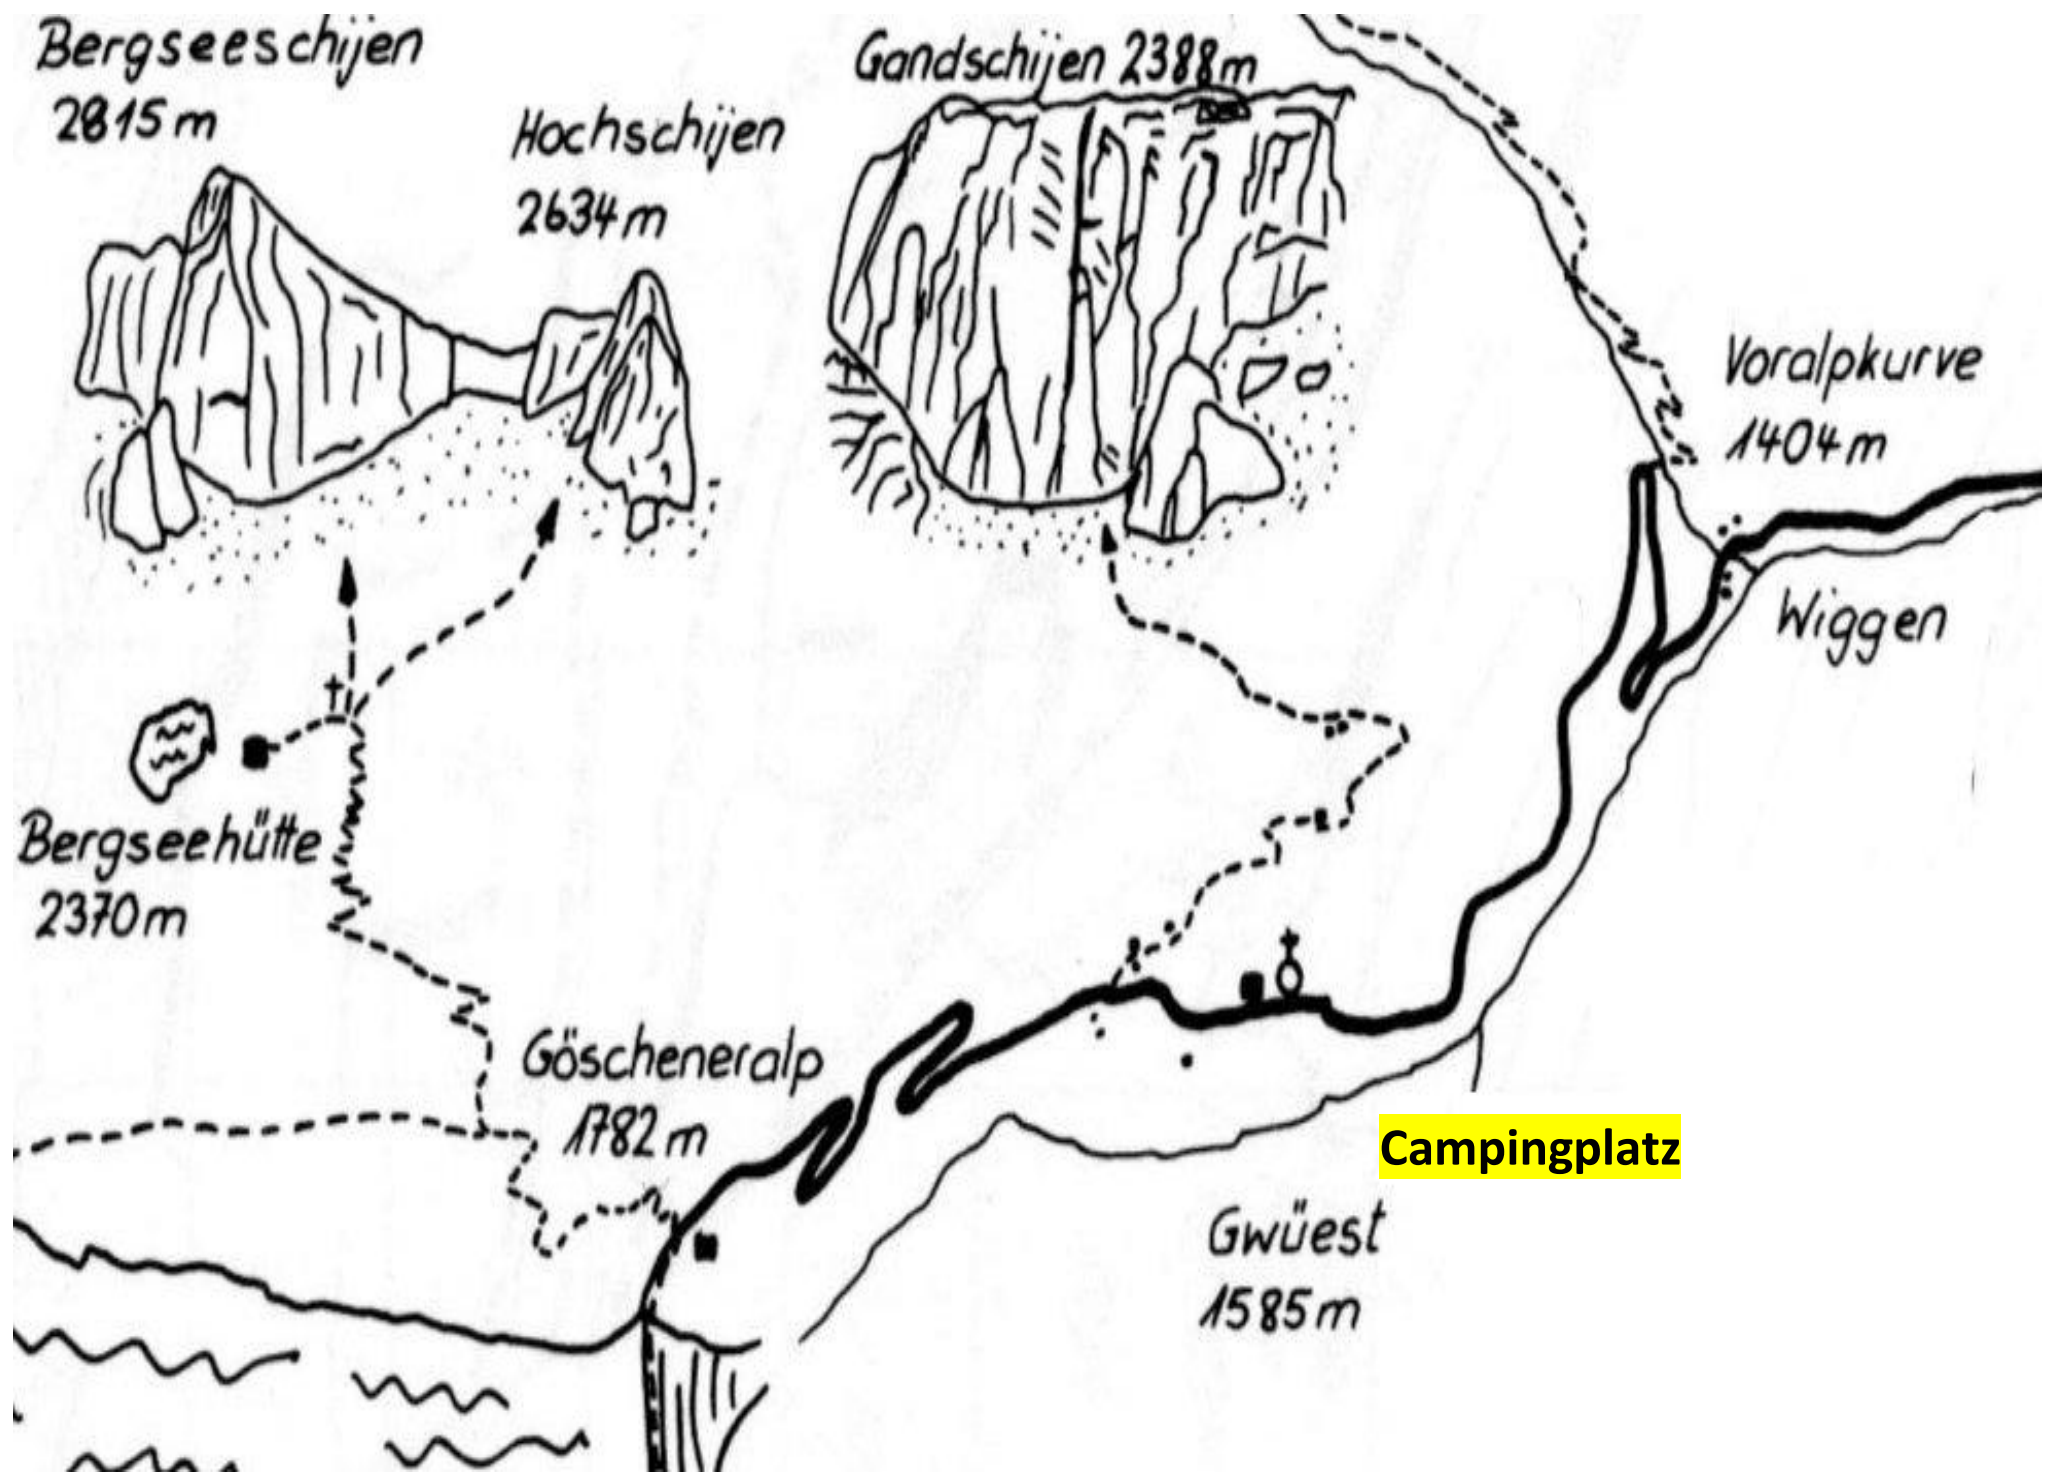 Bergseeschijen
2815 m
Hochschijen
2634 m
Gandschijen 2388 m
Voralpkurve
1404 m
Wiggen
Bergseehütte
2370 m
Göscheneralp
1782 m
Campingplatz
Gwüest
1585 m